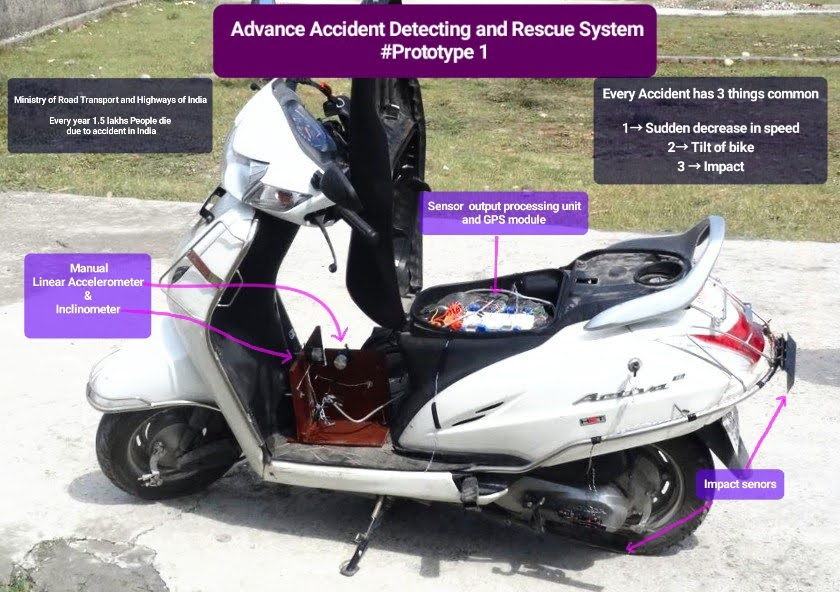 Advance Accident Detecting and Rescue System
#Prototype 1
Ministry of Road Transport and Highways of India
Every year 1.5 lakhs People die
due to accident in India
Every Accident has 3 things common
1→ Sudden decrease in speed
2→ Tilt of bike
3 → Impact
Sensor output processing unit
and GPS module
Manual
Linear Accelerometer
&
Inclinometer
Activa
HET
Impact senors